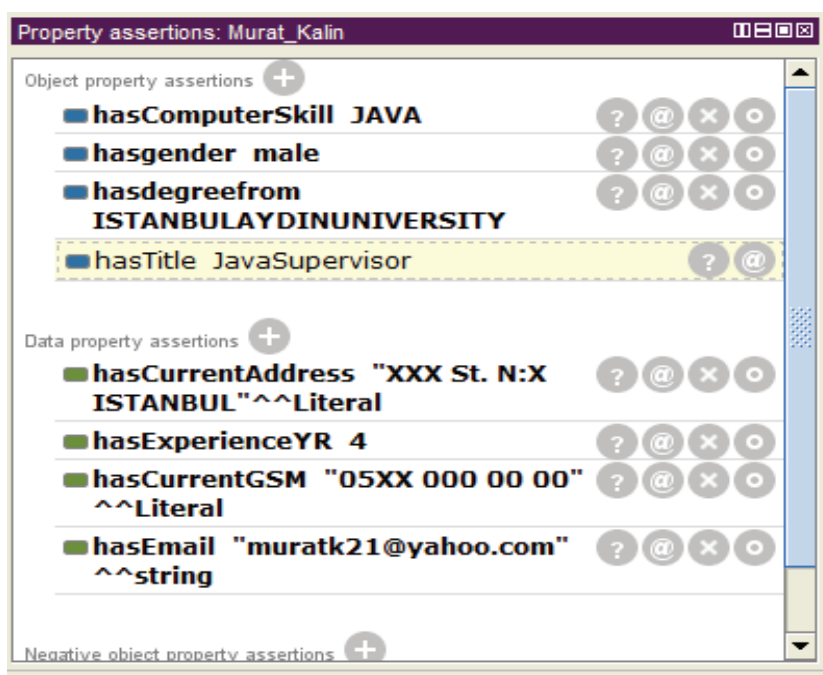 Property assertions: Murat_Kalin
Object property assertions
hasComputerSkill JAVA
hasgender male
hasdegreefrom
ISTANBULAYDINUNIVERSITY
hasTitle JavaSupervisor
Data property assertions
hasCurrentAddress "XXX St. N:X
ISTANBUL"^^Literal
hasExperienceYR 4
hasCurrentGSM "05XX 000 00 00"
^^Literal
hasEmail "muratk21@yahoo.com"
^^string
Negative object property assertions